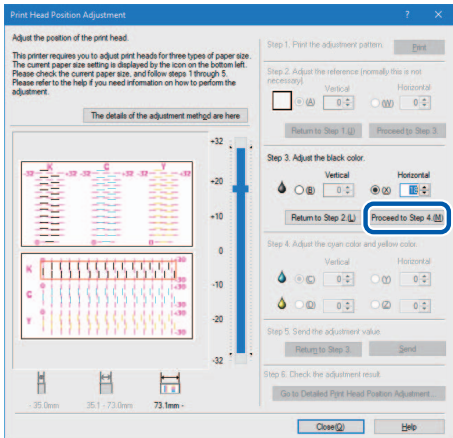 Print Head Position Adjustment
? ×
Adjust the position of the print head.
This printer requires you to adjust print heads for three types of paper size.
The current paper size setting is displayed by the icon on the bottom left.
Please check the current paper size, and follow steps 1 through 5.
Please refer to the help if you need information on how to perform the
adjustment.
The details of the adjustment method are here
+32
+20
+10
0
-10
-20
-32
K C Y
-32 +32 -32 +32 -32 +32
K
C
Y
- 35.0mm 35.1 - 73.0mm 73.1mm -
Step 1. Print the adjustment pattern. Print
Step 2. Adjust the reference (normally this is not
necessary).
Vertical Horizontal
(A) 0 (W) 0
Return to Step 1.(J) Proceed to Step 3.
Step 3. Adjust the black color.
Vertical Horizontal
(B) 0 (X) 18
Return to Step 2.(L) Proceed to Step 4.(M)
Step 4. Adjust the cyan color and yellow color.
Vertical Horizontal
(C) 0 (Y) 0
(D) 0 (Z) 0
Step 5. Send the adjustment value.
Return to Step 3. Send
Step 6. Check the adjustment result.
Go to Detailed Print Head Position Adjustment...
Close(Q) Help